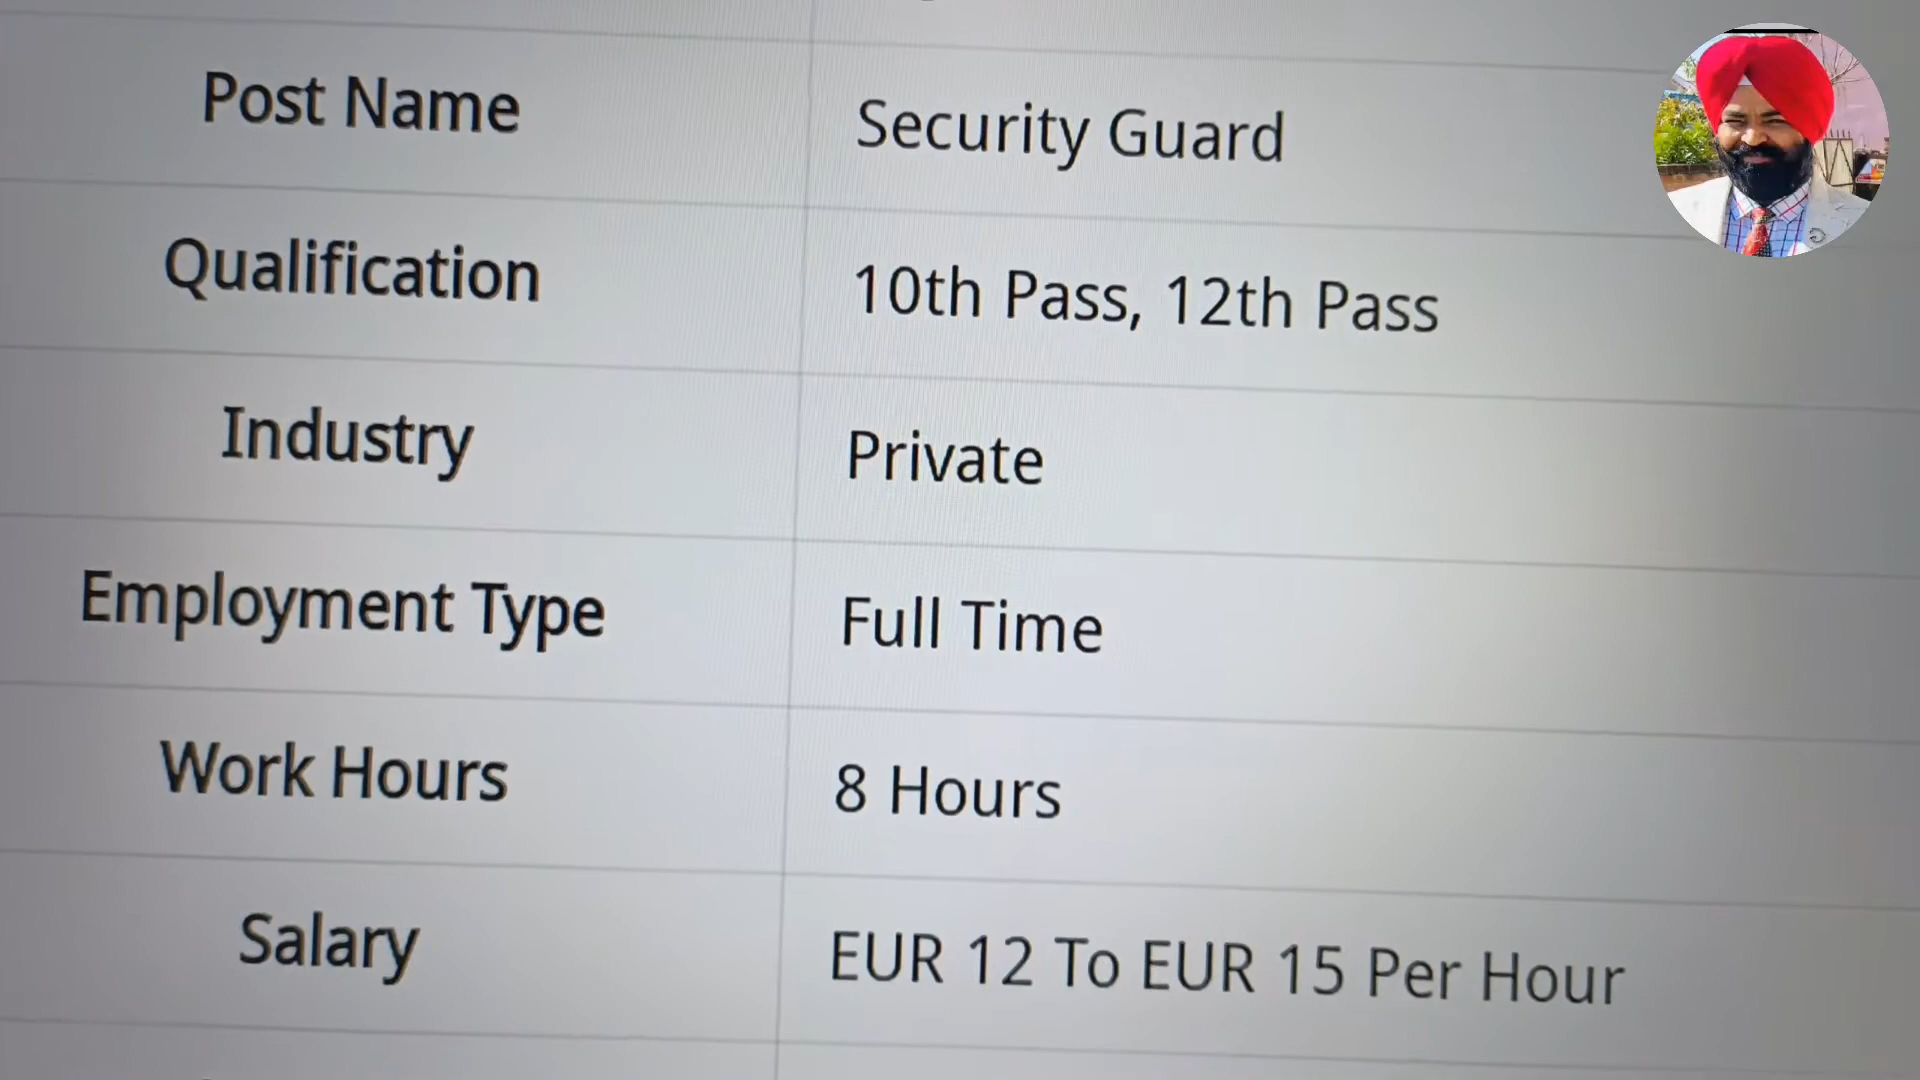 Post Name
Security Guard
Qualification
10th Pass, 12th Pass
Industry
Private
Employment Type
Full Time
Work Hours
8 Hours
Salary
EUR 12 To EUR 15 Per Hour